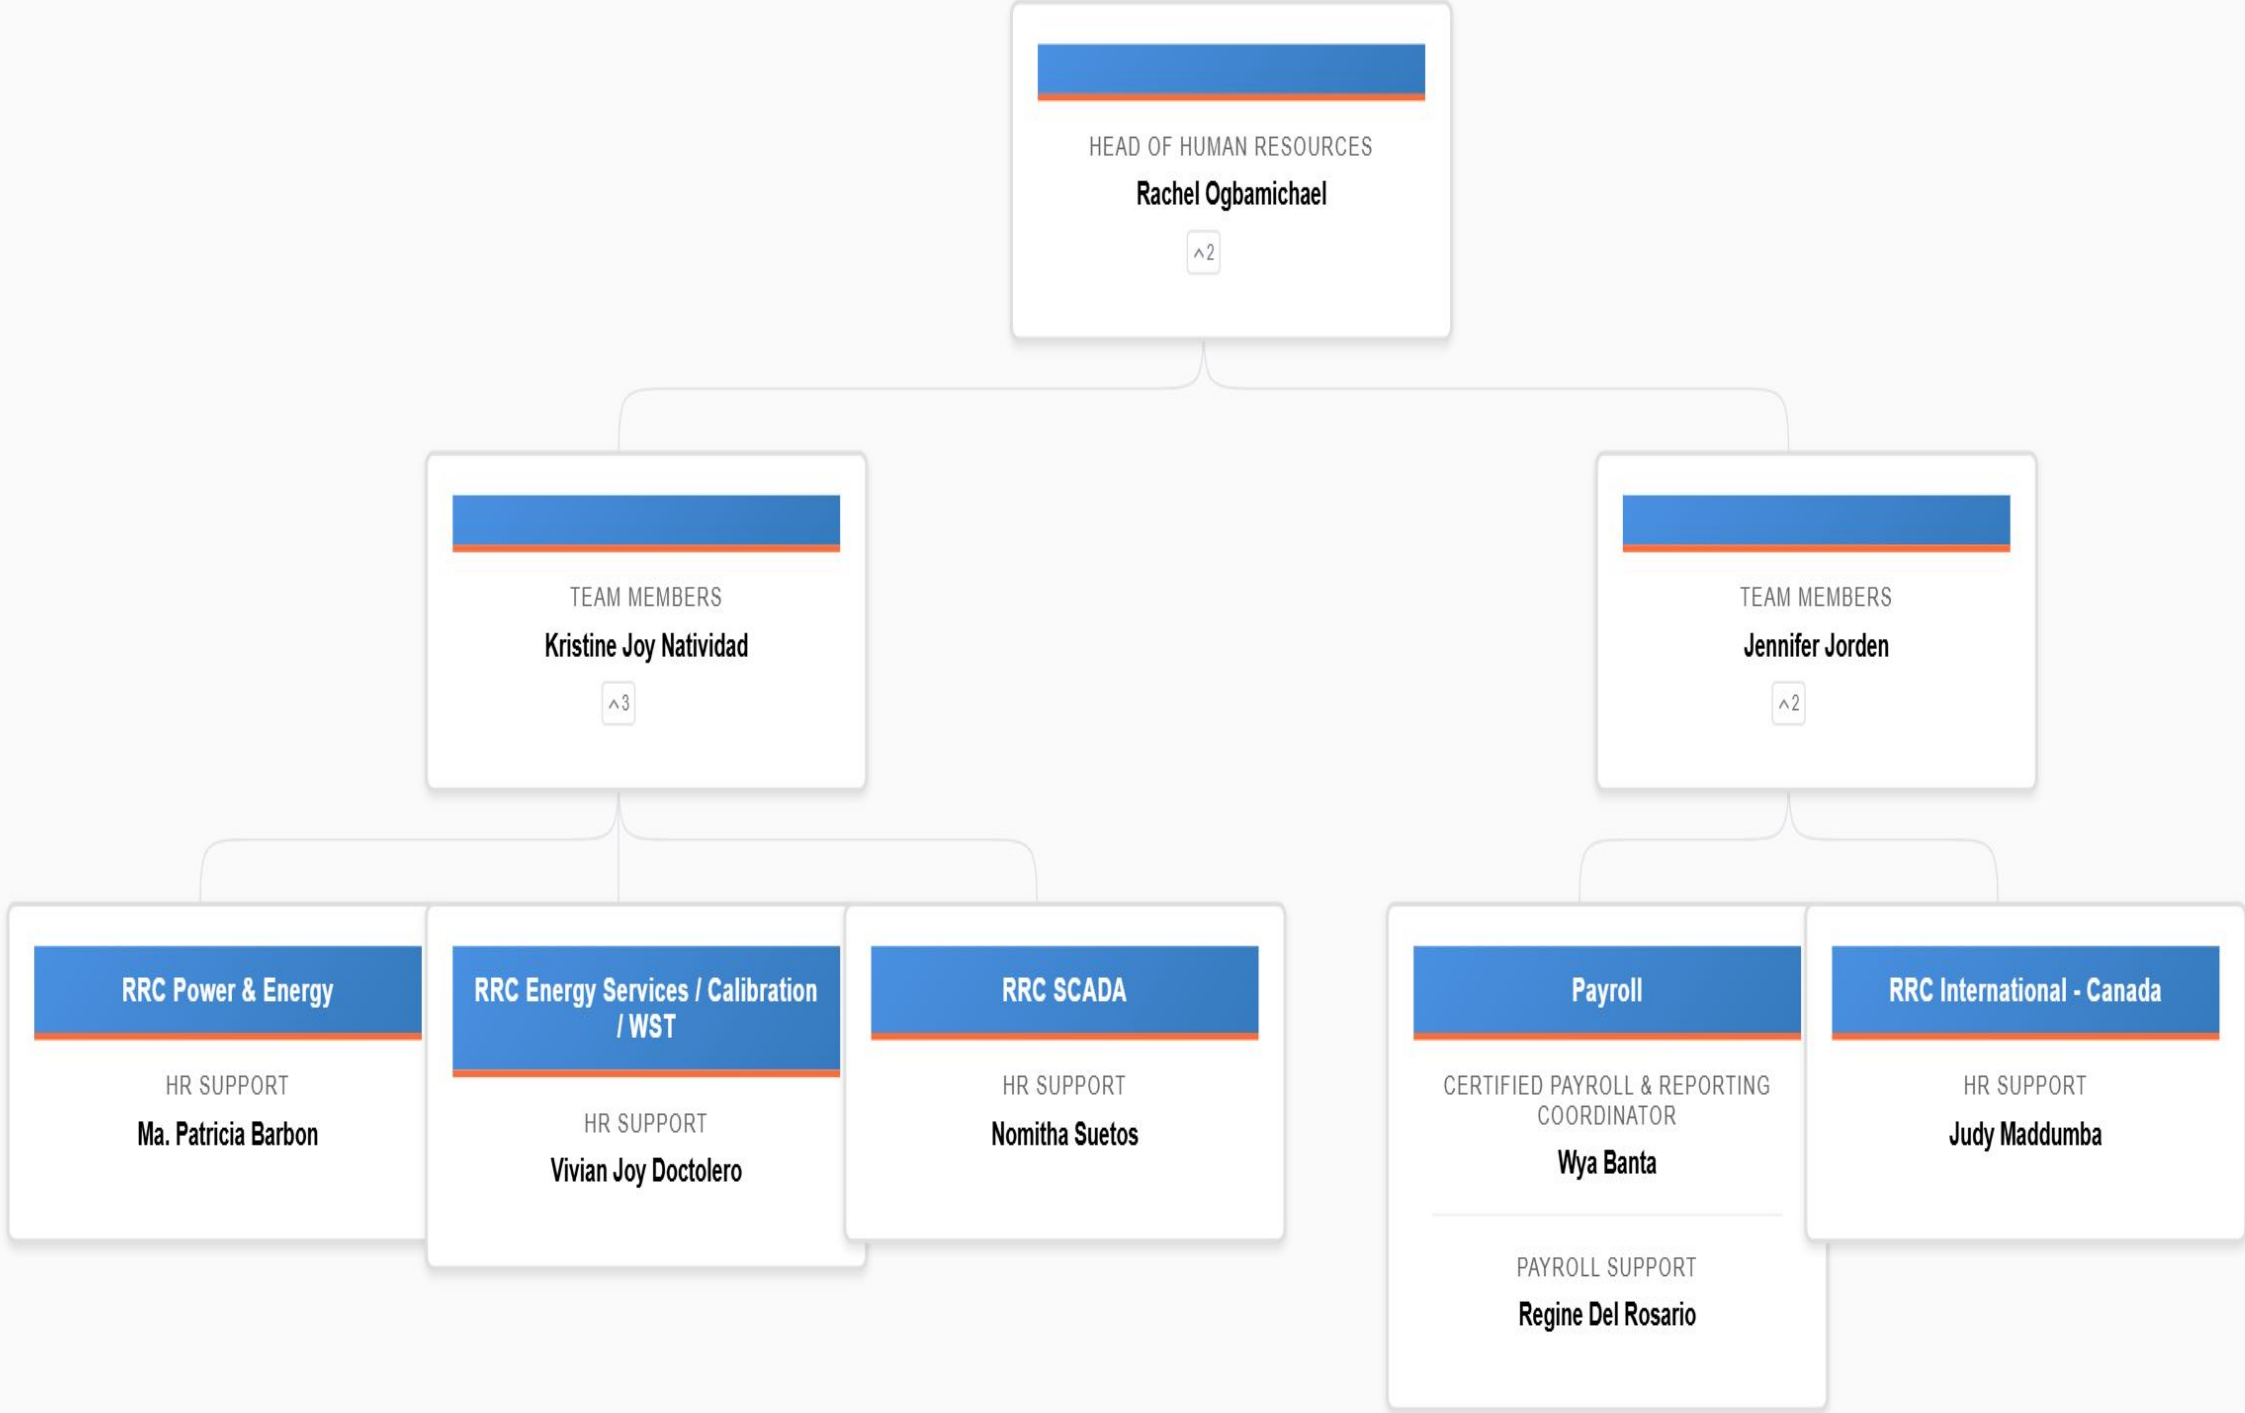 HEAD OF HUMAN RESOURCES
Rachel Ogbamichael
^2
TEAM MEMBERS
Kristine Joy Natividad
^3
TEAM MEMBERS
Jennifer Jorden
^2
RRC Power & Energy
HR SUPPORT
Ma. Patricia Barbon
RRC Energy Services / Calibration
/ WST
HR SUPPORT
Vivian Joy Doctolero
RRC SCADA
HR SUPPORT
Nomitha Suetos
Payroll
CERTIFIED PAYROLL & REPORTING
COORDINATOR
Wya Banta
PAYROLL SUPPORT
Regine Del Rosario
RRC International - Canada
HR SUPPORT
Judy Maddumba